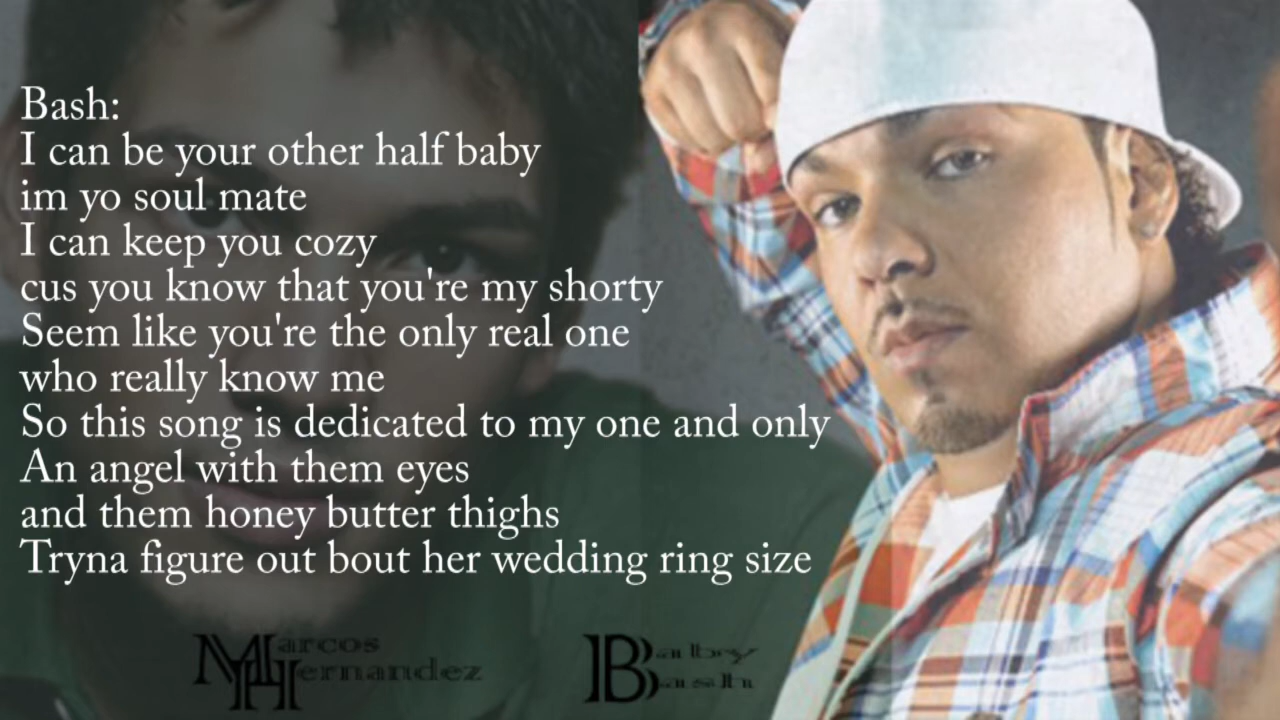 Bash:
I can be your other half baby
im yo soul mate
I can keep you cozy
cus you know that you're my shorty
Seem like you're the only real one
who really know me
So this song is dedicated to my one and only
An angel with them eyes
and them honey butter thighs
Tryna figure out bout her wedding ring size
Marcos
Hernandez
Baby
Bash